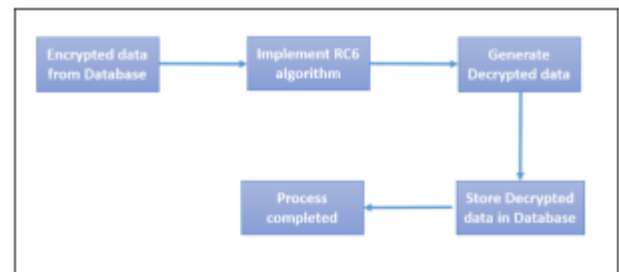 Encrypted data
from Database
Implement RC6
algorithm
Generate
Decrypted data
Store Decrypted
data in Database
Process
completed